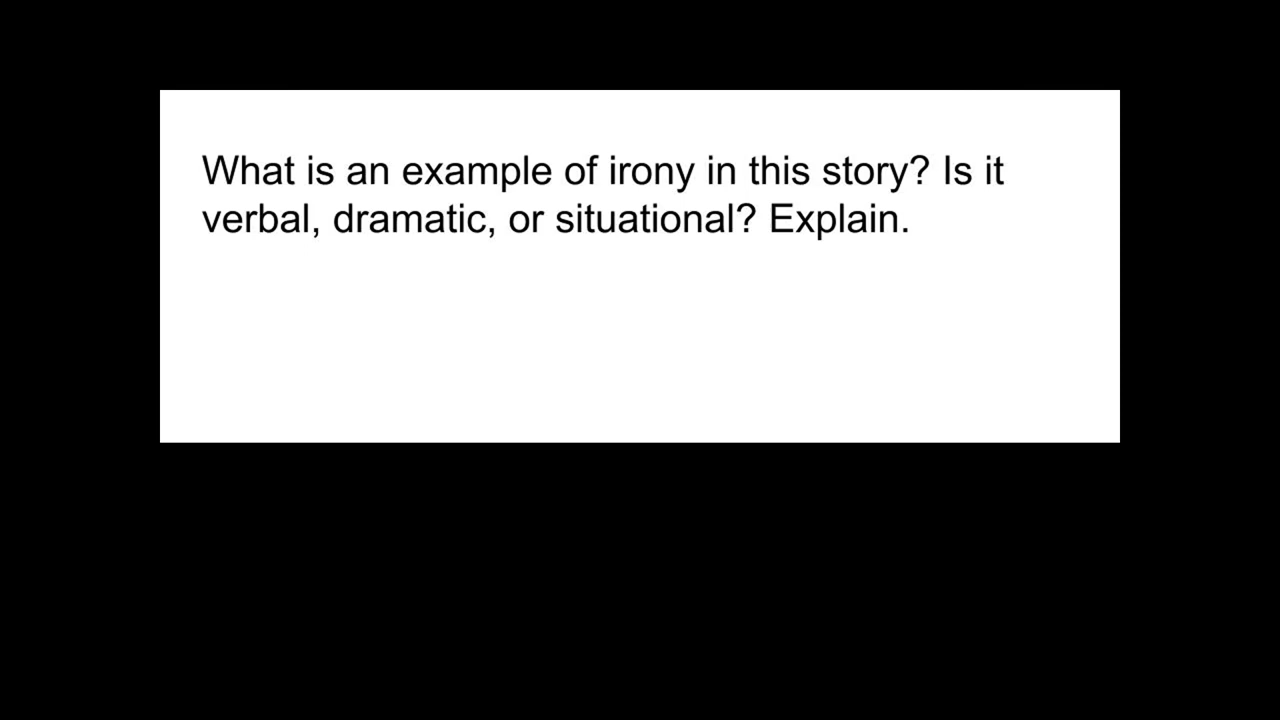 What is an example of irony in this story? Is it
verbal, dramatic, or situational? Explain.